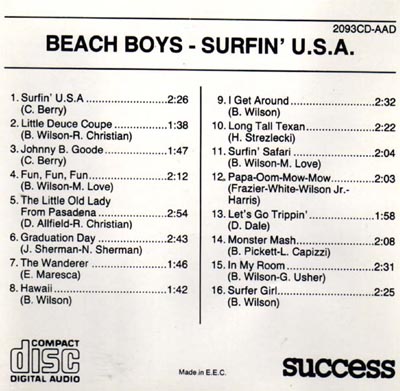 2093CD-AAD
BEACH BOYS - SURFIN' U.S.A.
1. Surfin' U.S.A ........................ 2:26
(C. Berry)
2. Little Deuce Coupe ................ 1:38
(B. Wilson-R. Christian)
3. Johnny B. Goode .................. 1:47
(C. Berry)
4. Fun, Fun, Fun ...................... 2:12
(B. Wilson-M. Love)
5. The Little Old Lady
From Pasadena .................... 2:54
(D. Allfield-R. Christian)
6. Graduation Day .................... 2:43
(J. Sherman-N. Sherman)
7. The Wanderer ...................... 1:46
(E. Maresca)
8. Hawaii ................................ 1:42
(B. Wilson)
9. I Get Around ........................ 2:32
(B. Wilson)
10. Long Tall Texan .................. 2:22
(H. Strezlecki)
11. Surfin' Safari ...................... 2:04
(B. Wilson-M. Love)
12. Papa-Oom-Mow-Mow .......... 2:03
(Frazier-White-Wilson Jr.-
Harris)
13. Let's Go Trippin' .................. 1:58
(D. Dale)
14. Monster Mash .................... 2:08
(B. Pickett-L. Capizzi)
15. In My Room ........................ 2:31
(B. Wilson-G. Usher)
16. Surfer Girl .......................... 2:25
(B. Wilson)
COMPACT
disc
DIGITAL AUDIO
Made in E.E.C.
success